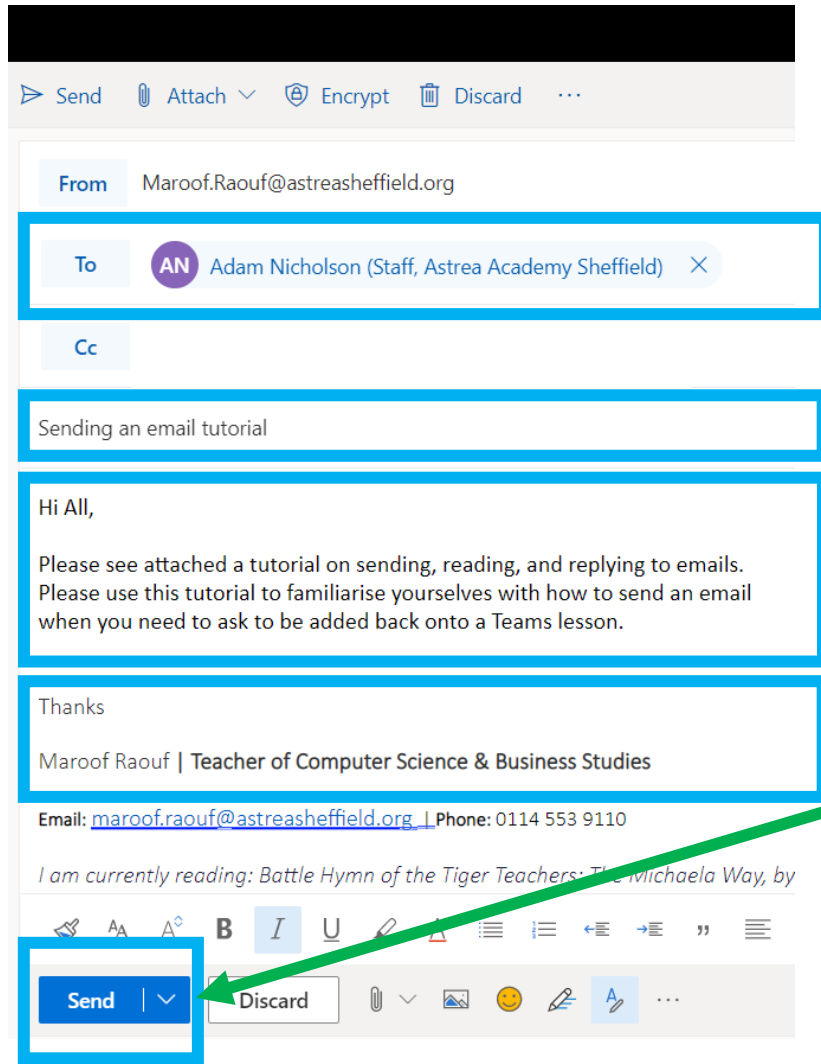 Send Attach Encrypt Discard ...
From Maroof.Raouf@astreasheffield.org
To AN Adam Nicholson (Staff, Astrea Academy Sheffield)
Cc
Sending an email tutorial
Hi All,
Please see attached a tutorial on sending, reading, and replying to emails.
Please use this tutorial to familiarise yourselves with how to send an email
when you need to ask to be added back onto a Teams lesson.
Thanks
Maroof Raouf | Teacher of Computer Science & Business Studies
Email: maroof.raouf@astreasheffield.org | Phone: 0114 553 9110
I am currently reading: Battle Hymn of the Tiger Teachers: The Michaela Way, by
Send Discard ...